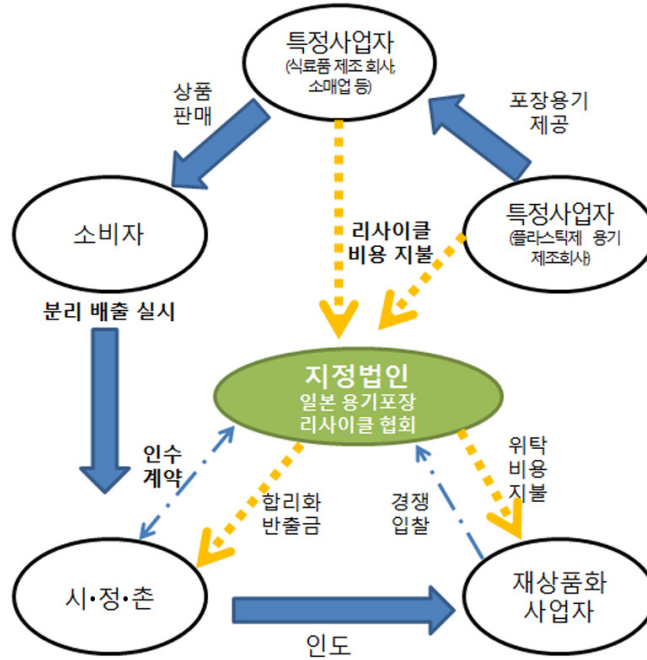 특정사업자
(식료품 제조 회사,
소매업 등)
상품
판매
포장용기
제공
소비자
리사이클
비용 지불
특정사업자
(플라스틱제 용기
제조회사)
분리 배출 실시
지정법인
일본 용기포장
리사이클 협회
인수
계약
합리화
반출금
경쟁
입찰
위탁
비용
지불
시·정·촌
인도
재상품화
사업자